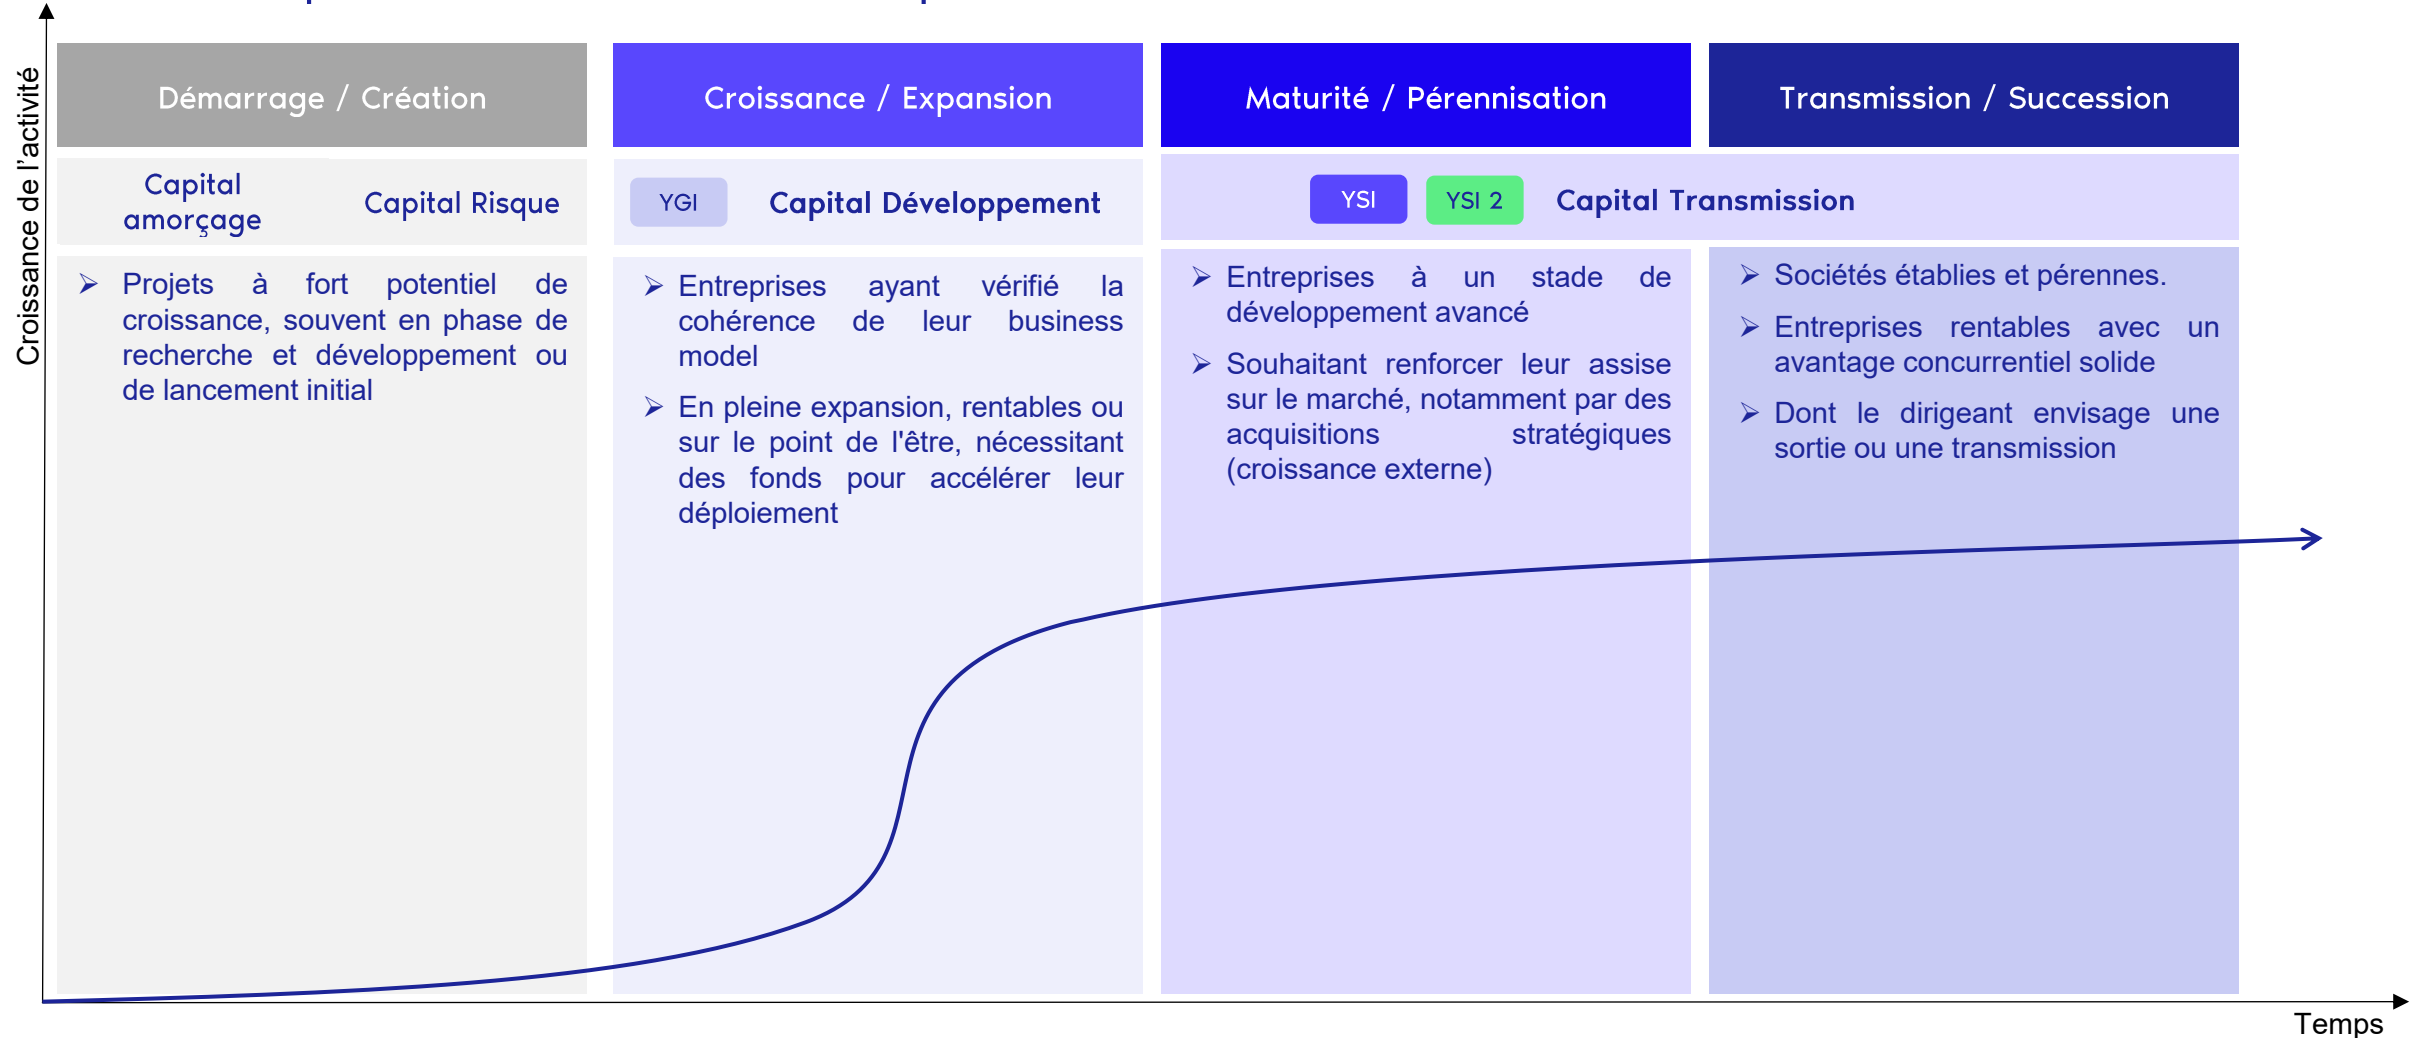 Croissance de l'activité
Démarrage / Création
Capital
amorçage
Capital Risque
Projets à fort potentiel de
croissance, souvent en phase de
recherche et développement ou
de lancement initial
Croissance / Expansion
YGI
Capital Développement
Entreprises ayant vérifié la
cohérence de leur business
model
En pleine expansion, rentables ou
sur le point de l'être, nécessitant
des fonds pour accélérer leur
déploiement
Maturité / Pérennisation
Transmission / Succession
YSI
YSI 2
Capital Transmission
Entreprises à un stade de
développement avancé
Souhaitant renforcer leur assise
sur le marché, notamment par des
acquisitions stratégiques
(croissance externe)
Sociétés établies et pérennes.
Entreprises rentables avec un
avantage concurrentiel solide
Dont le dirigeant envisage une
sortie ou une transmission
Temps